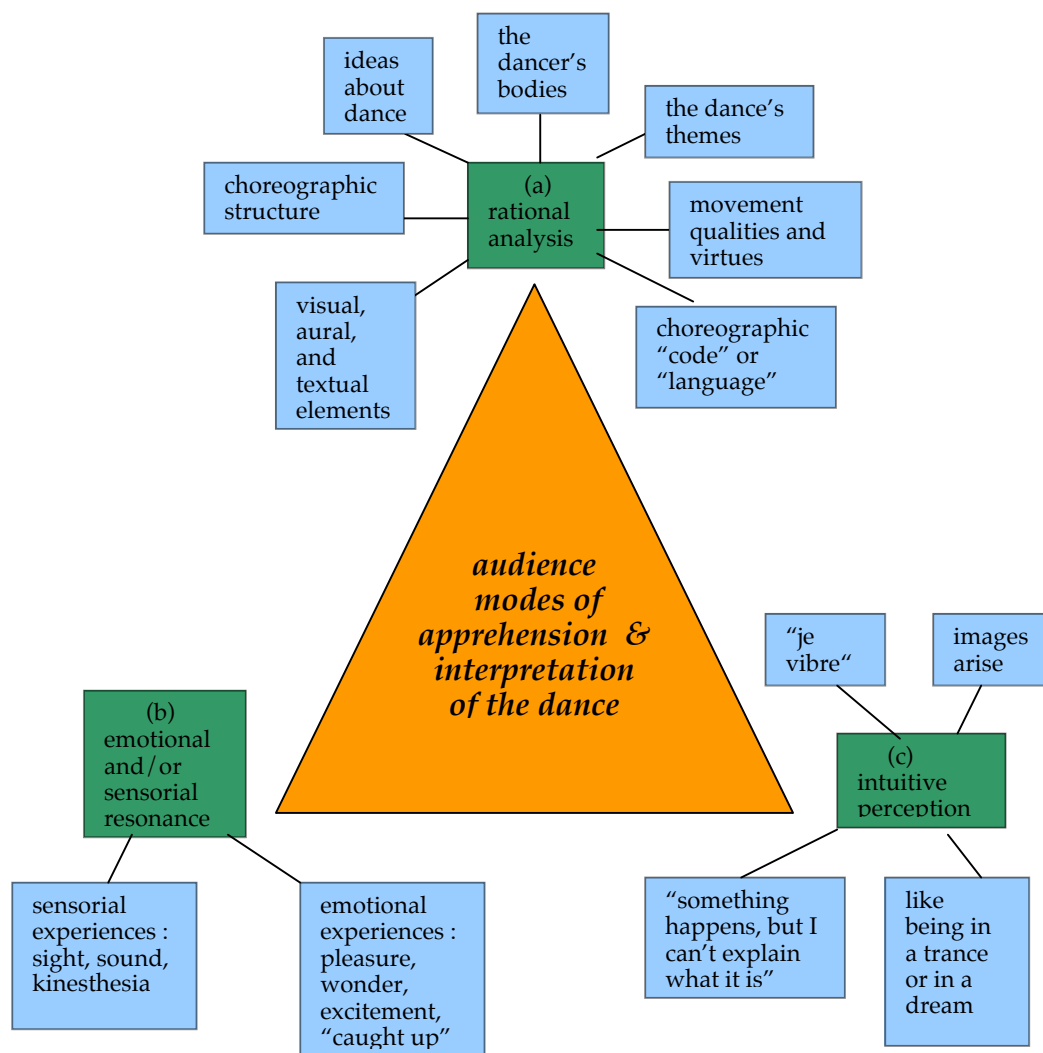 the
dancer's
bodies
ideas
about
dance
the dance's
themes
(a)
rational
analysis
choreographic
structure
movement
qualities and
virtues
visual,
aural,
and
textual
elements
choreographic
“code” or
“language”
audience
modes of
apprehension &
interpretation
of the dance
“je
vibre“
images
arise
(b)
emotional
and/or
sensorial
resonance
(c)
intuitive
perception
sensorial
experiences :
sight, sound,
kinesthesia
emotional
experiences :
pleasure,
wonder,
excitement,
“caught up”
“something
happens, but I
can't explain
what it is”
like
being in
a trance
or in a
dream